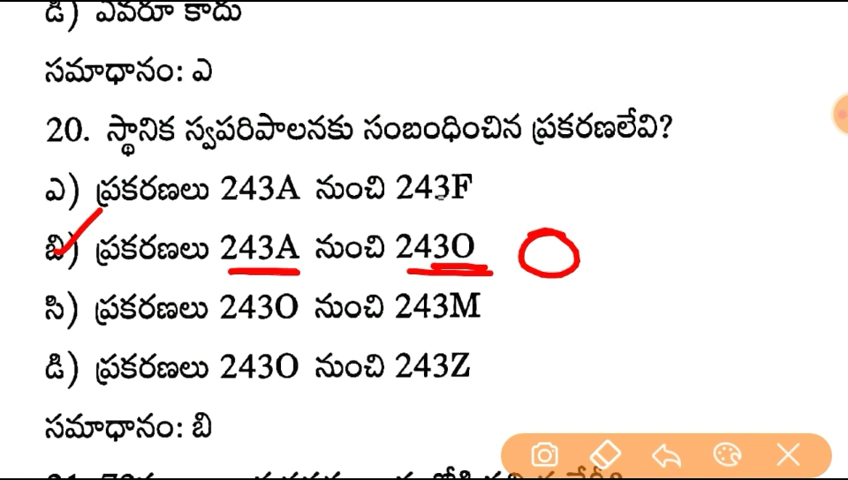 డి) ఎవరూ కాదు
సమాధానం: ఎ
20. స్థానిక స్వపరిపాలనకు సంబంధించిన ప్రకరణలేవి?
ఎ) ప్రకరణలు 243A నుంచి 243F
బి) ప్రకరణలు 243A నుంచి 243O
సి) ప్రకరణలు 243O నుంచి 243M
డి) ప్రకరణలు 243O నుంచి 243Z
సమాధానం: బి